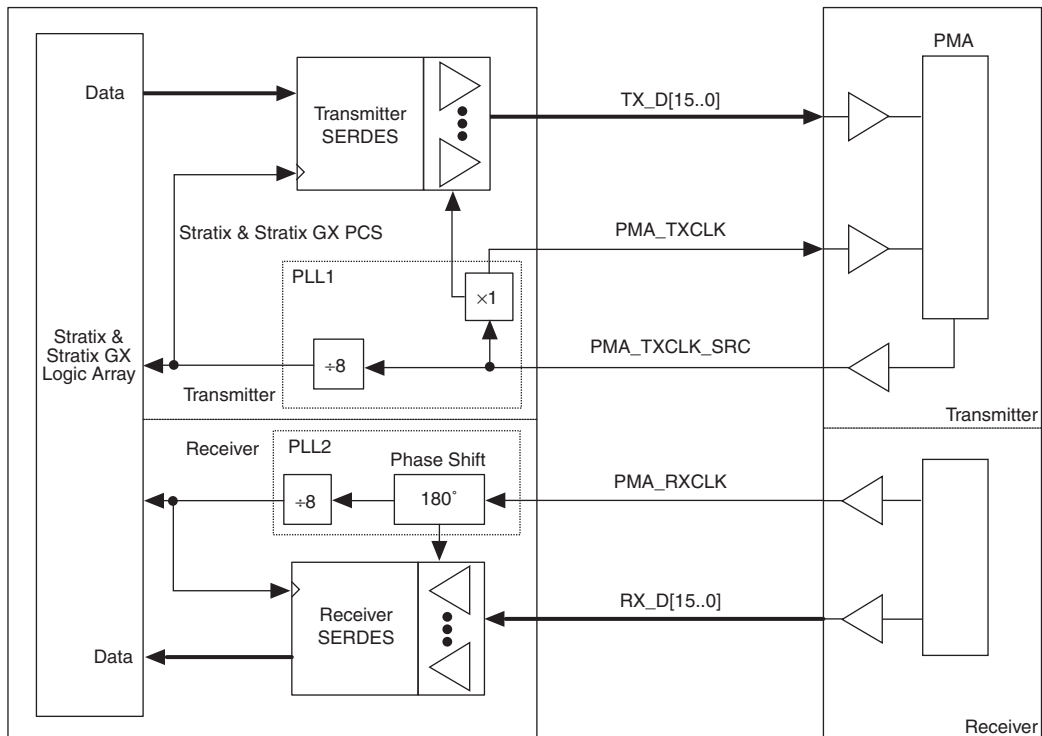 PMA
Data
Transmitter
SERDES
TX_D[15..0]
Stratix & Stratix GX PCS
PMA_TXCLK
PLL1
×1
Stratix &
Stratix GX
Logic Array
÷8
PMA_TXCLK_SRC
Transmitter
Transmitter
Receiver
PLL2
Phase Shift
÷8
180°
PMA_RXCLK
Receiver
SERDES
RX_D[15..0]
Data
Receiver